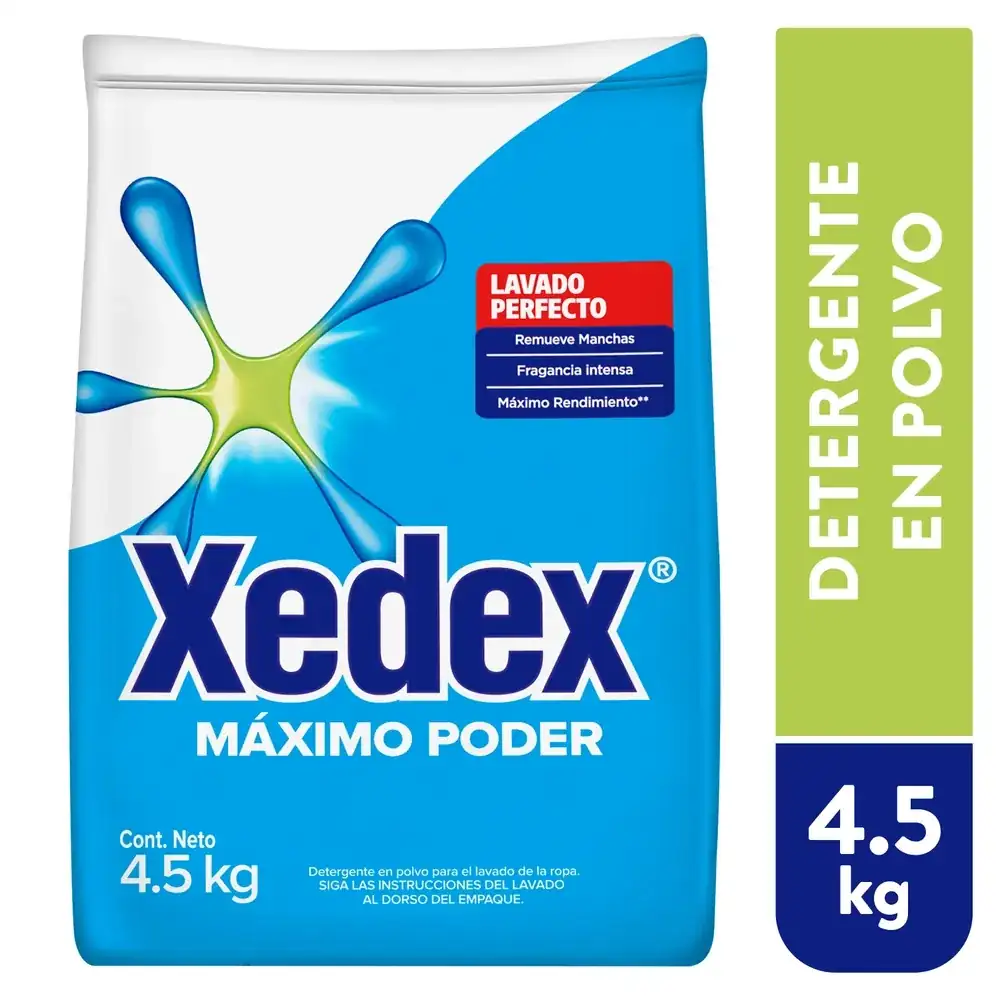 LAVADO
PERFECTO
Remueve Manchas
Fragancia intensa
Máximo Rendimiento**
Xedex®
MÁXIMO PODER
Cont. Neto
4.5 kg
Detergente en polvo para el lavado de la ropa.
SIGA LAS INSTRUCCIONES DEL LAVADO
AL DORSO DEL EMPAQUE.
DETERGENTE
EN POLVO
4.5
kg